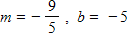 m = − 9/5 , b = −5